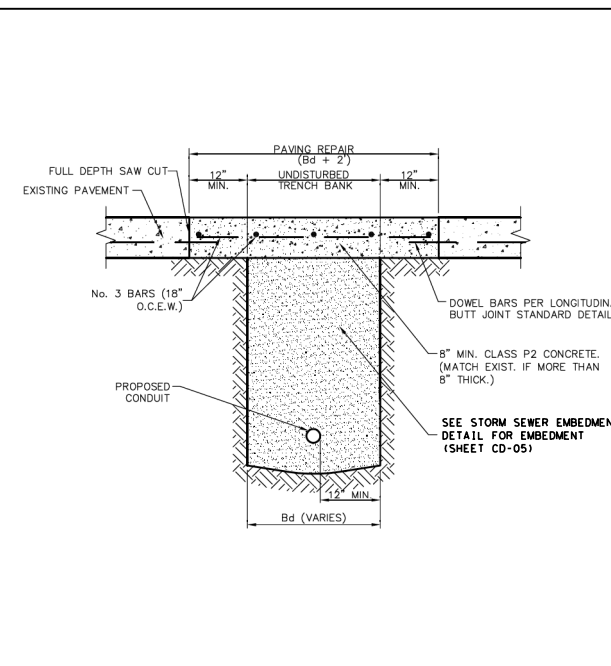 PAVING REPAIR
(Bd + 2')
12"
MIN.
UNDISTURBED
TRENCH BANK
12"
MIN.
FULL DEPTH SAW CUT
EXISTING PAVEMENT
No. 3 BARS (18"
O.C.E.W.)
DOWEL BARS PER LONGITUDIN
BUTT JOINT STANDARD DETAIL
8" MIN. CLASS P2 CONCRETE.
(MATCH EXIST. IF MORE THAN
8" THICK.)
PROPOSED
CONDUIT
SEE STORM SEWER EMBEDMEN
DETAIL FOR EMBEDMENT
(SHEET CD-05)
12" MIN.
Bd (VARIES)